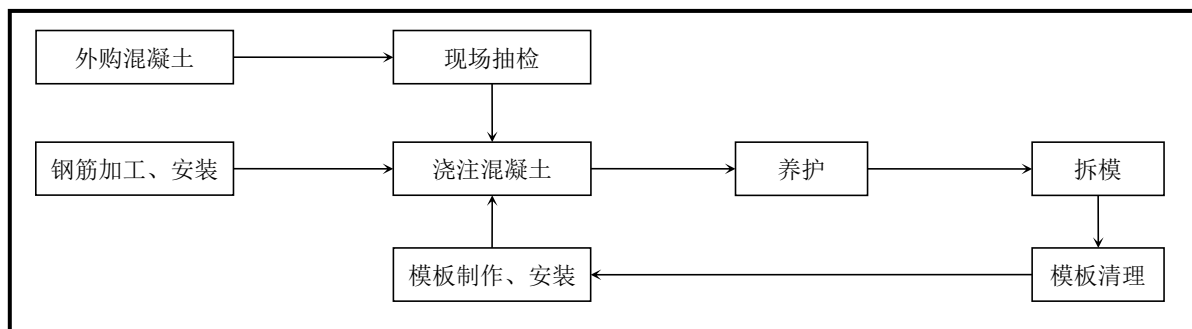 外购混凝土
现场抽检
钢筋加工、安装
浇注混凝土
养护
拆模
模板制作、安装
模板清理